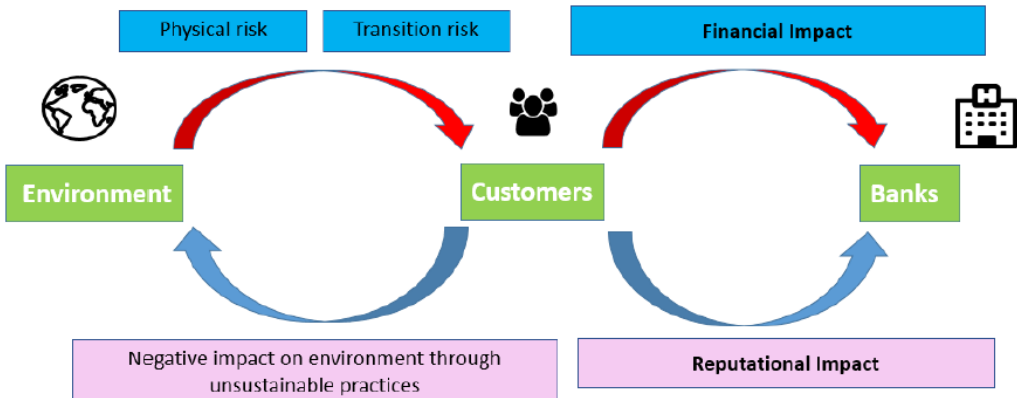 Physical risk
Transition risk
Financial Impact
H
Environment
Customers
Banks
Negative impact on environment through
unsustainable practices
Reputational Impact